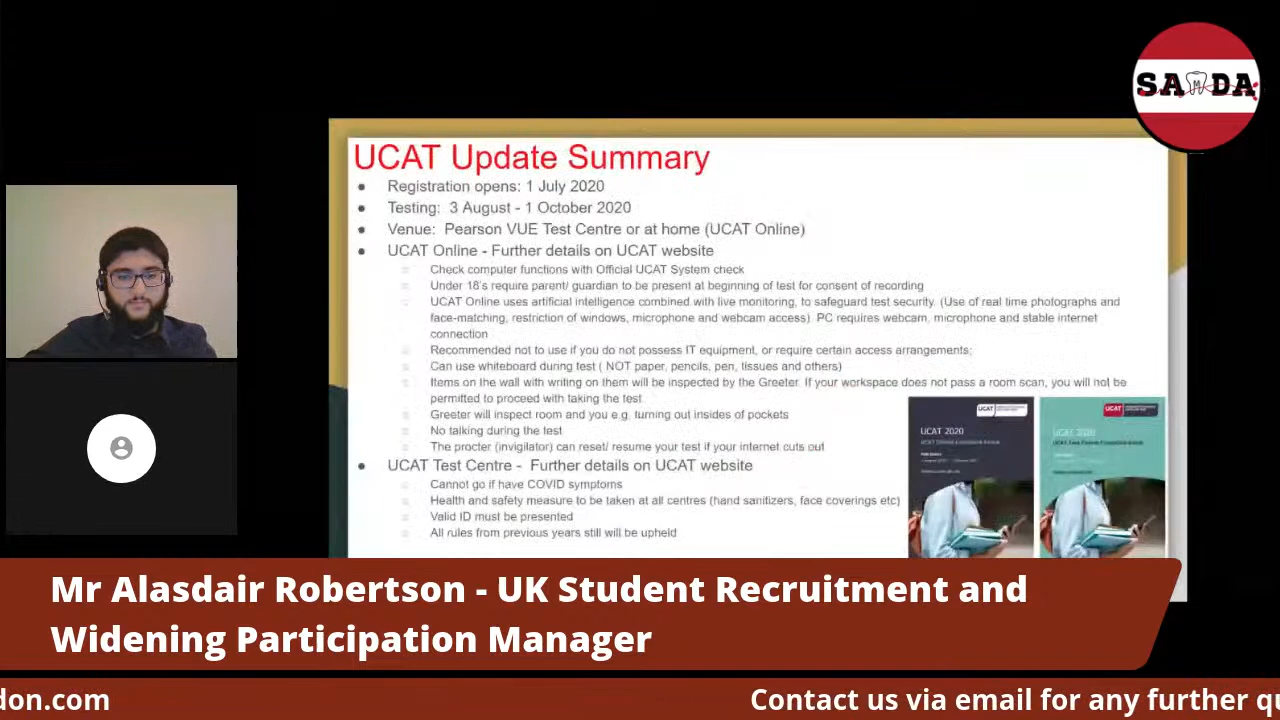 SAMDA
UCAT Update Summary
Registration opens: 1 July 2020
Testing: 3 August - 1 October 2020
Venue: Pearson VUE Test Centre or at home (UCAT Online)
UCAT Online - Further details on UCAT website
Check computer functions with Official UCAT System check
Under 18's require parent/ guardian to be present at beginning of test for consent of recording
UCAT Online uses artificial intelligence combined with live monitoring, to safeguard test security. (Use of real time photographs and
face-matching, restriction of windows, microphone and webcam access). PC requires webcam, microphone and stable internet
connection
Recommended not to use if you do not possess IT equipment, or require certain access arrangements;
Can use whiteboard during test ( NOT paper, pencils, pen, tissues and others)
Items on the wall with writing on them will be inspected by the Greeter. If your workspace does not pass a room scan, you will not be
permitted to proceed with taking the test.
Greeter will inspect room and you e.g. turning out insides of pockets
No talking during the test
The procter (invigilator) can reset/ resume your test if your internet cuts out
UCAT Test Centre - Further details on UCAT website
Cannot go if have COVID symptoms
Health and safety measure to be taken at all centres (hand sanitizers, face coverings etc)
Valid ID must be presented
All rules from previous years still will be upheld
UCAT
UCAT 2020
UCAT
UCAT 2020
Mr Alasdair Robertson - UK Student Recruitment and
Widening Participation Manager
don.com
Contact us via email for any further qu